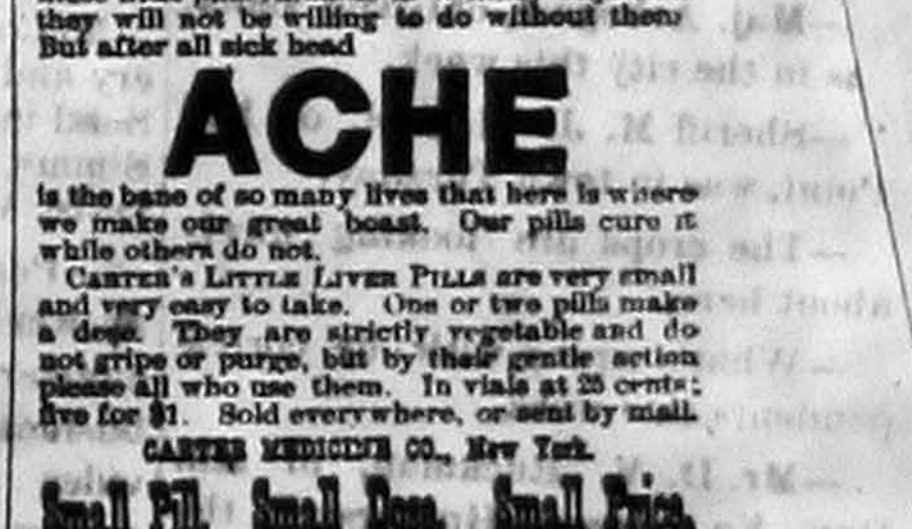 they will not be willing to do without them
But after all sick head
ACHE
is the bane of so many lives that here is where
we make our great boast. Our pills cure it
while others do not.
CARTER'S LITTLE LIVER PILLS are very small
and very easy to take. One or two pills make
a dose. They are strictly vegetable and do
not gripe or purge, but by their gentle action
please all who use them. In vials at 25 cents;
five for $1. Sold everywhere, or sent by mail.
CARTER MEDICINE CO., New York.
Small Pill. Small Dose. Small Price.